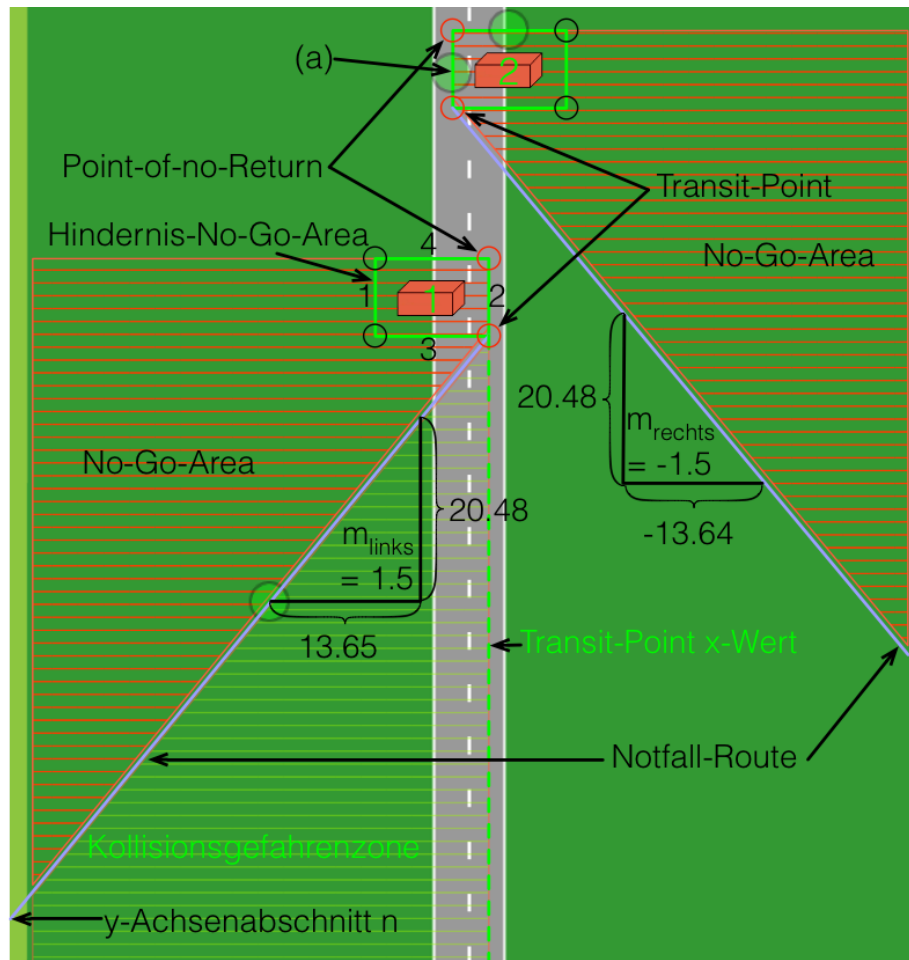 (a)
2
Point-of-no-Return
Transit-Point
Hindernis-No-Go-Area
4
No-Go-Area
1
1
2
3
20.48
m rechts
= -1.5
No-Go-Area
20.48
-13.64
m links
= 1.5
13.65
Transit-Point x-Wert
Notfall-Route
Kollisionsgefahrenzone
y-Achsenabschnitt n